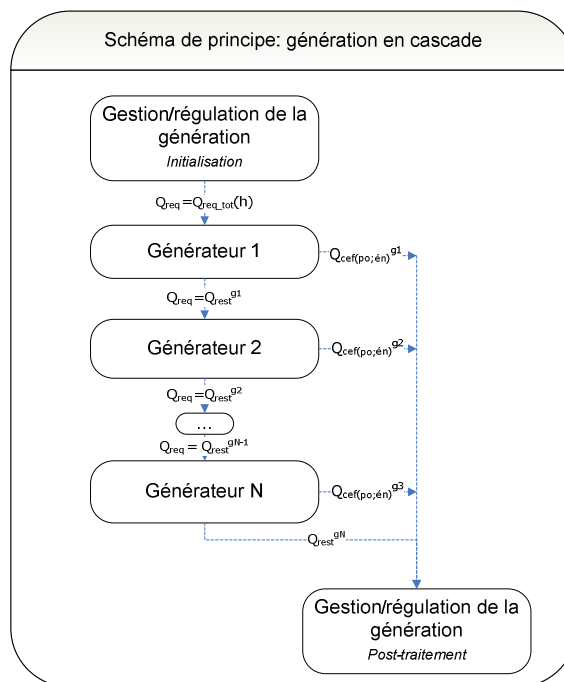 Schéma de principe: génération en cascade
Gestion/régulation de la
génération
Initialisation
Qreq =Qreq_tot(h)
Générateur 1
Qcef(po;én)g1
Qreq =Qrestg1
Générateur 2
Qcef(po;én)g2
Qreq =Qrestg2
...
Qreq = QrestgN-1
Générateur N
Qcef(po;én)g3
QrestgN
Gestion/régulation de la
génération
Post-traitement